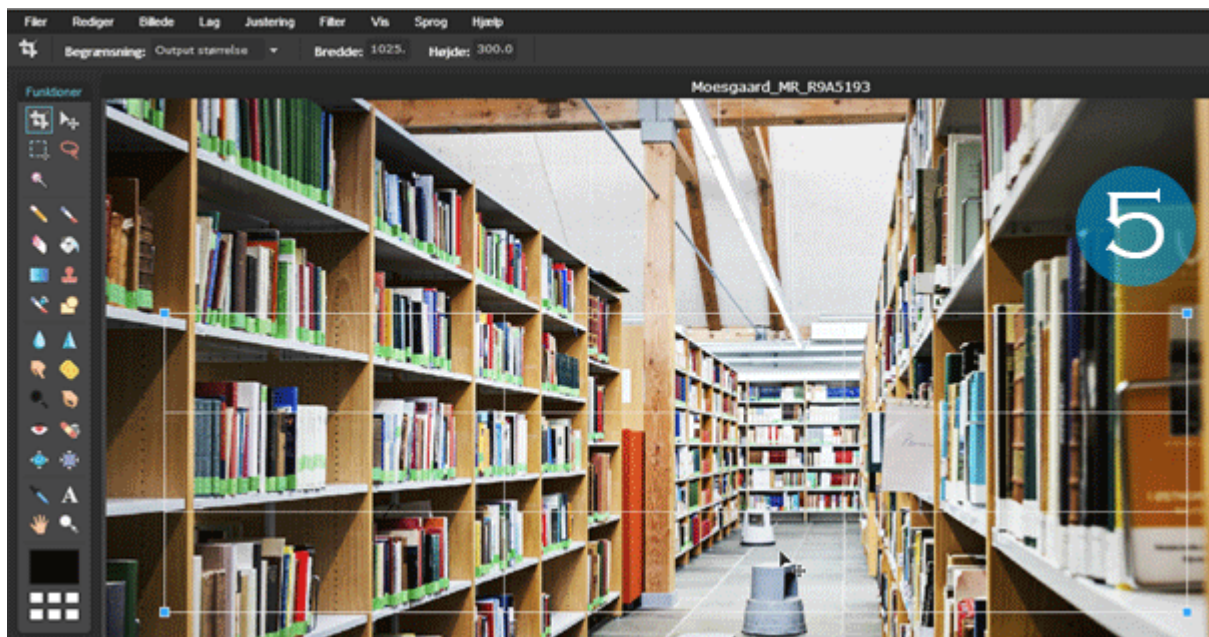 Filer Rediger Billede Lag Justering Filter Vis Sprog Hjælp
Begrænsning: Output størrelse Bredde: 1025. Højde: 300.0
Moesgaard_MR_R9A5193
Funktioner
5
A